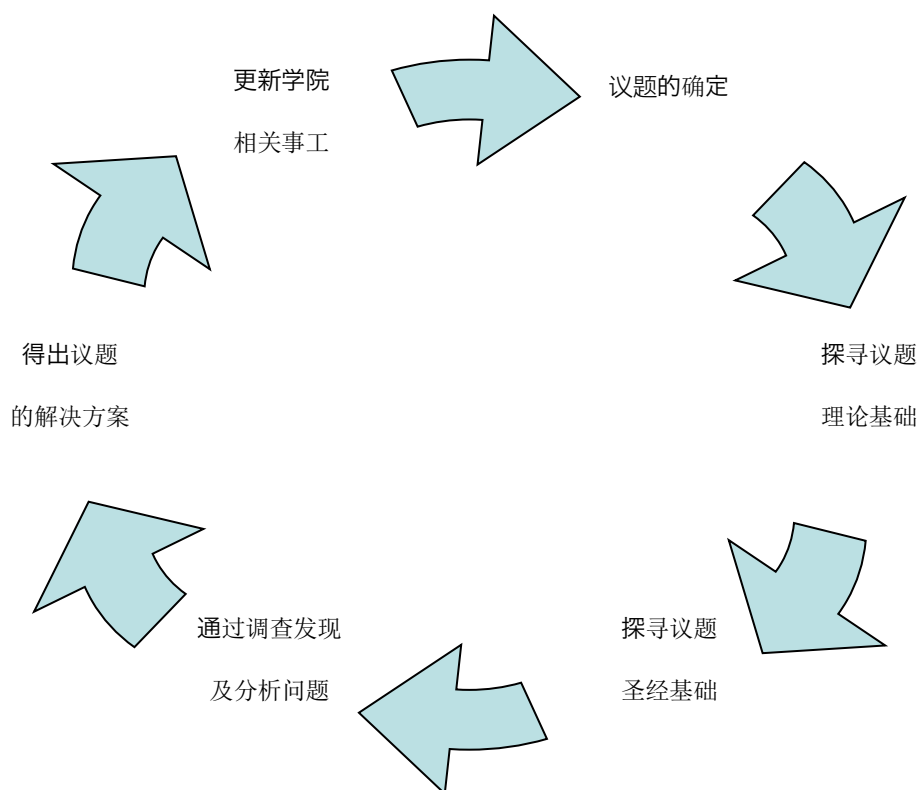 更新学院
相关事工
议题的确定
探寻议题
理论基础
探寻议题
圣经基础
通过调查发现
及分析问题
得出议题
的解决方案